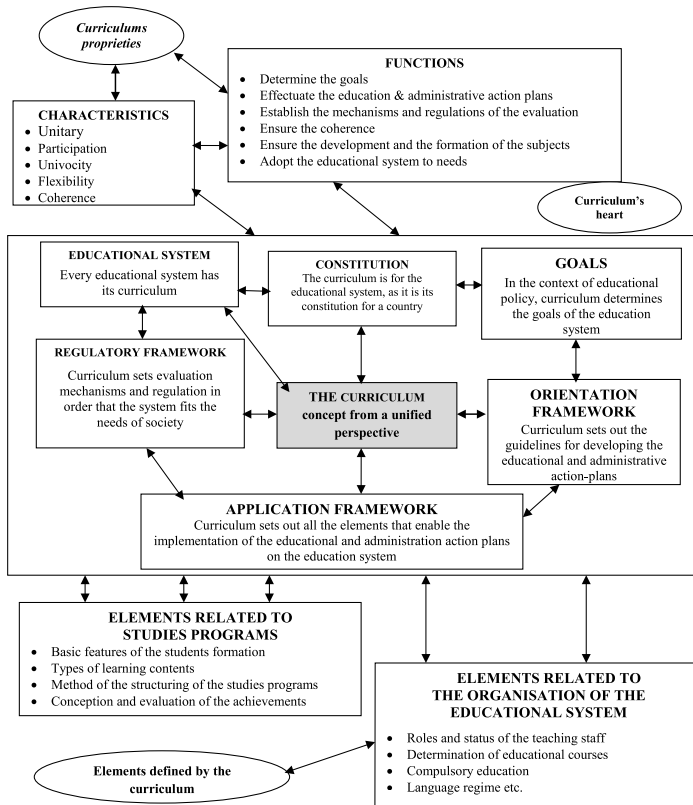 Curriculums
proprieties
FUNCTIONS
• Determine the goals
• Effectuate the education & administrative action plans
• Establish the mechanisms and regulations of the evaluation
• Ensure the coherence
• Ensure the development and the formation of the subjects
• Adopt the educational system to needs
CHARACTERISTICS
• Unitary
• Participation
• Univocity
• Flexibility
• Coherence
Curriculum's
heart
EDUCATIONAL SYSTEM
Every educational system has
its curriculum
CONSTITUTION
The curriculum is for the
educational system, as it is its
constitution for a country
GOALS
In the context of educational
policy, curriculum determines
the goals of the education
system
REGULATORY FRAMEWORK
Curriculum sets evaluation
mechanisms and regulation in
order that the system fits the
needs of society
THE CURRICULUM
concept from a unified
perspective
ORIENTATION
FRAMEWORK
Curriculum sets out the
guidelines for developing the
educational and administrative
action-plans
APPLICATION FRAMEWORK
Curriculum sets out all the elements that enable the
implementation of the educational and administration action plans
on the education system
ELEMENTS RELATED TO
STUDIES PROGRAMS
• Basic features of the students formation
• Types of learning contents
• Method of the structuring of the studies programs
• Conception and evaluation of the achievements
ELEMENTS RELATED TO
THE ORGANISATION OF THE
EDUCATIONAL SYSTEM
• Roles and status of the teaching staff
• Determination of educational courses
• Compulsory education
• Language regime etc.
Elements defined by the
curriculum